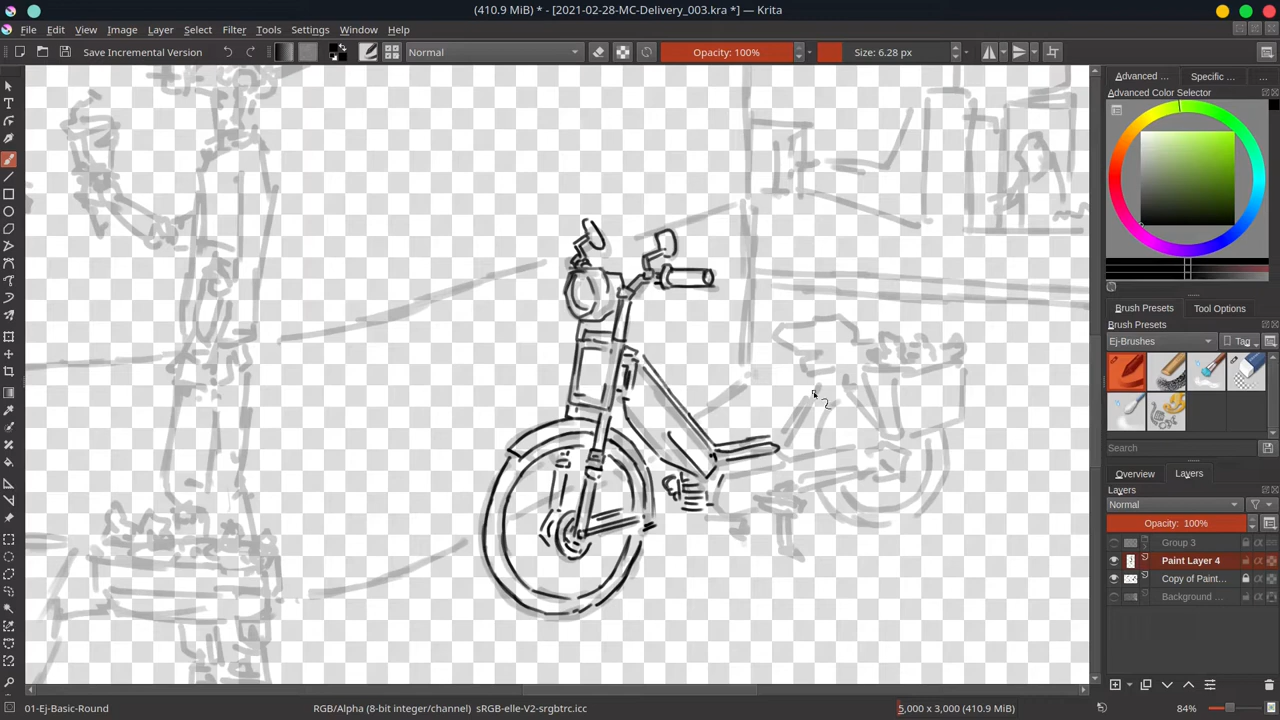 (410.9 MiB) * - [2021-02-28-MC-Delivery_003.kra *] — Krita
File Edit View Image Layer Select Filter Tools Settings Window Help
Save Incremental Version Normal Opacity: 100% Size: 6.28 px
Advanced ... Specific ... ...
Advanced Color Selector
Brush Presets Tool Options
Brush Presets
Ej-Brushes Tag
Search
Overview Layers
Layers
Normal
Opacity: 100%
Group 3
Paint Layer 4
Copy of Paint...
Background ...
01-Ej-Basic-Round RGB/Alpha (8-bit integer/channel) sRGB-elle-V2-srgbtrc.icc 5,000 x 3,000 (410.9 MiB) 84%